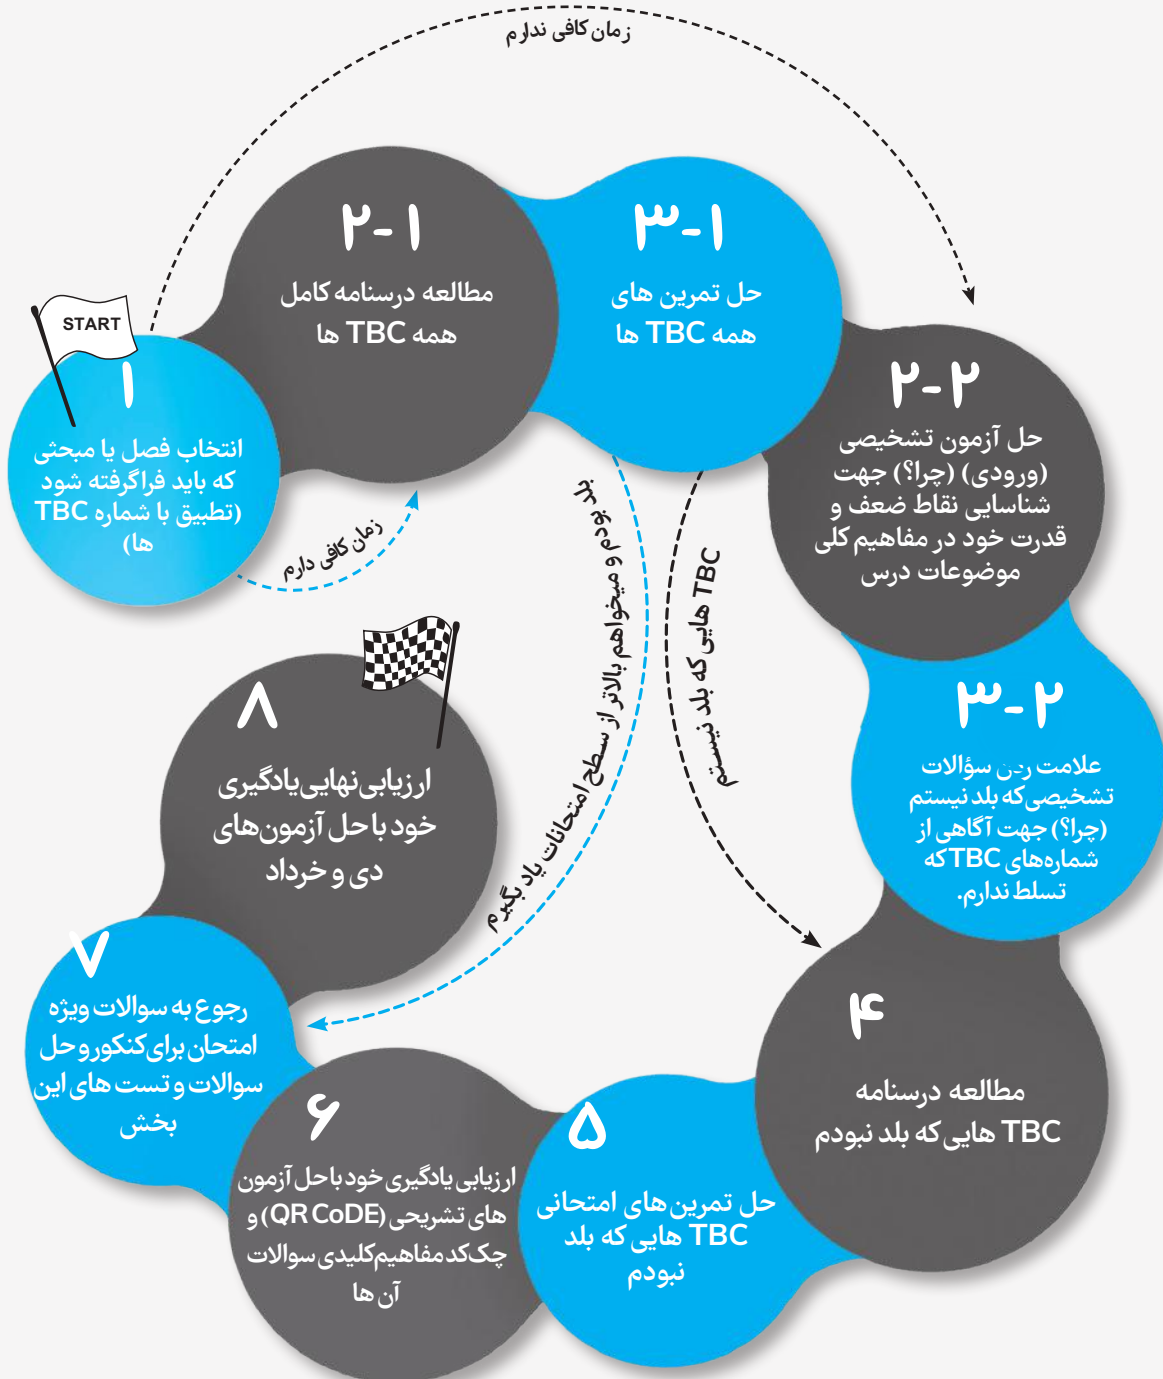 زمان کافی ندارم
START
۱
انتخاب فصل یا مبحثی
که باید فراگرفته شود
(تطبیق با شماره TBC
ها)
زمان کافی دارم
۲-۱
مطالعه درسنامه کامل
همه TBC ها
۳-۱
حل تمرین های
همه TBC ها
بلد بودم و میخواهم بالاتر از سطح امتحانات یاد بگیرم
TBC هایی که بلد نیستم
۲-۲
حل آزمون تشخیصی
(ورودی) (چرا؟) جهت
شناسایی نقاط ضعف و
قدرت خود در مفاهیم کلی
موضوعات درس
۳-۲
علامت زدن سؤالات
تشخیصی که بلد نیستم
(چرا؟) جهت آگاهی از
شماره‌های TBC که
تسلط ندارم.
۴
مطالعه درسنامه
TBC هایی که بلد نبودم
۵
حل تمرین های امتحانی
TBC هایی که بلد
نبودم
۶
ارزیابی یادگیری خود با حل آزمون
های تشریحی (QR CoDE) و
چک کد مفاهیم کلیدی سوالات
آن ها
۷
رجوع به سوالات ویژه
امتحان برای کنکور و حل
سوالات و تست های این
بخش
۸
ارزیابی نهایی یادگیری
خود با حل آزمون‌های
دی و خرداد